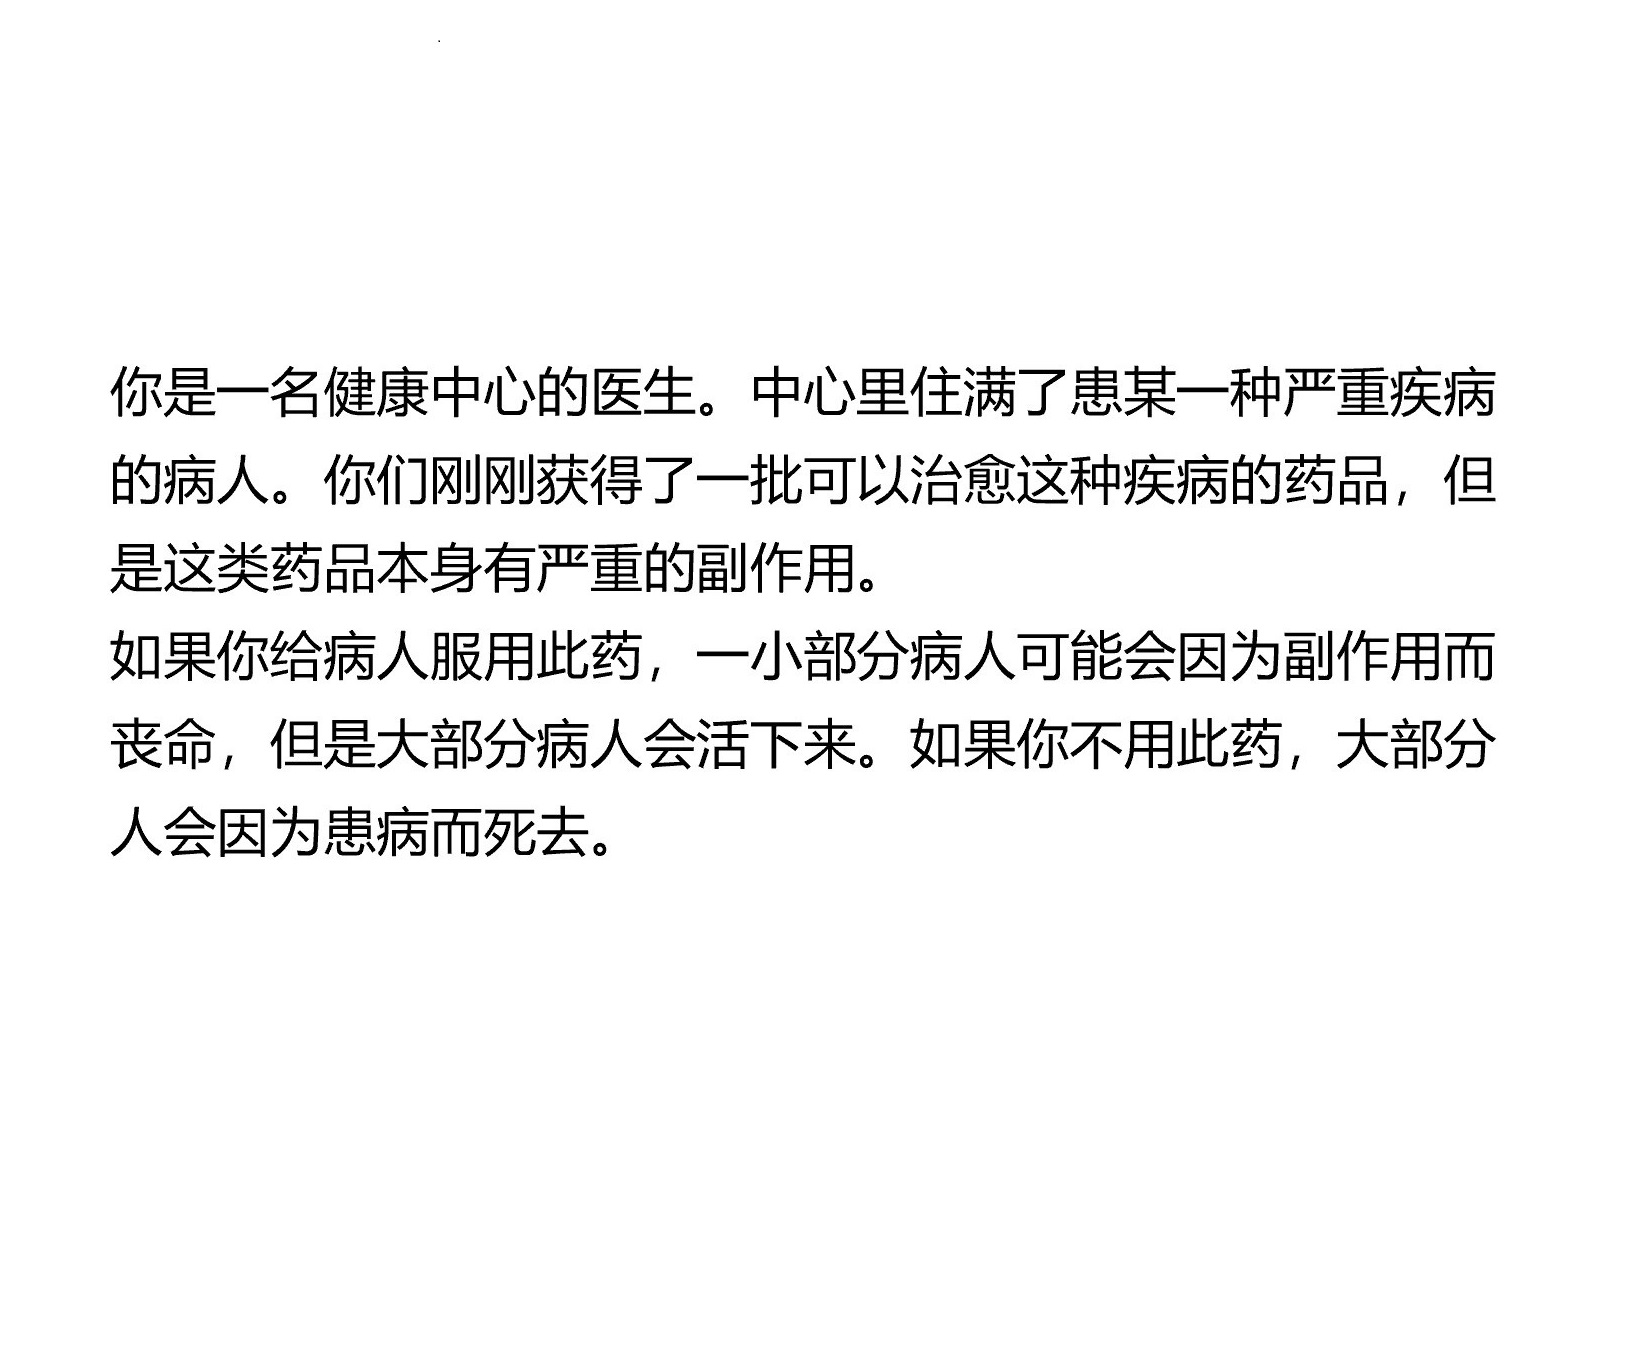 你是一名健康中心的医生。中心里住满了患某一种严重疾病
的病人。你们刚刚获得了一批可以治愈这种疾病的药品，但
是这类药品本身有严重的副作用。
如果你给病人服用此药，一小部分病人可能会因为副作用而
丧命，但是大部分病人会活下来。如果你不用此药，大部分
人会因为患病而死去。